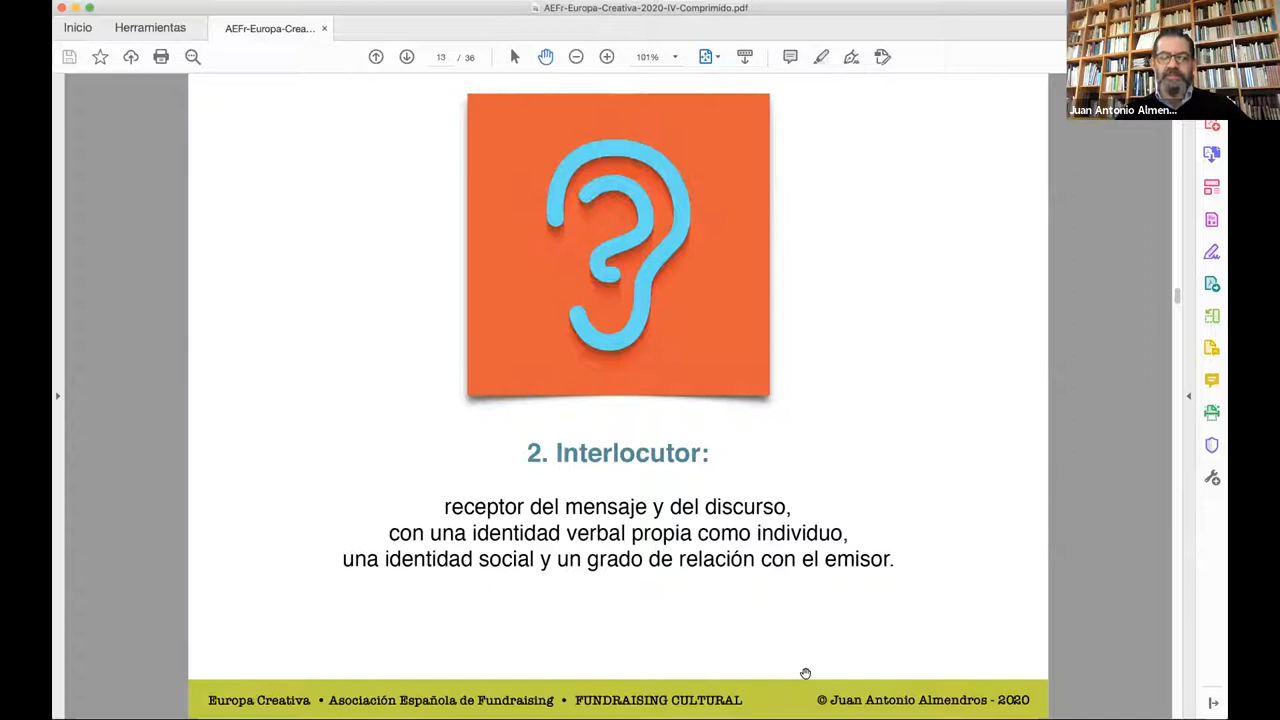 AEFr-Europa-Creativa-2020-IV-Comprimido.pdf
Inicio
Herramientas
AEFr-Europa-Crea...
13 / 36
101%
Juan Antonio Almen...
2. Interlocutor:
receptor del mensaje y del discurso,
con una identidad verbal propia como individuo,
una identidad social y un grado de relación con el emisor.
Europa Creativa • Asociación Española de Fundraising • FUNDRAISING CULTURAL
© Juan Antonio Almendros - 2020